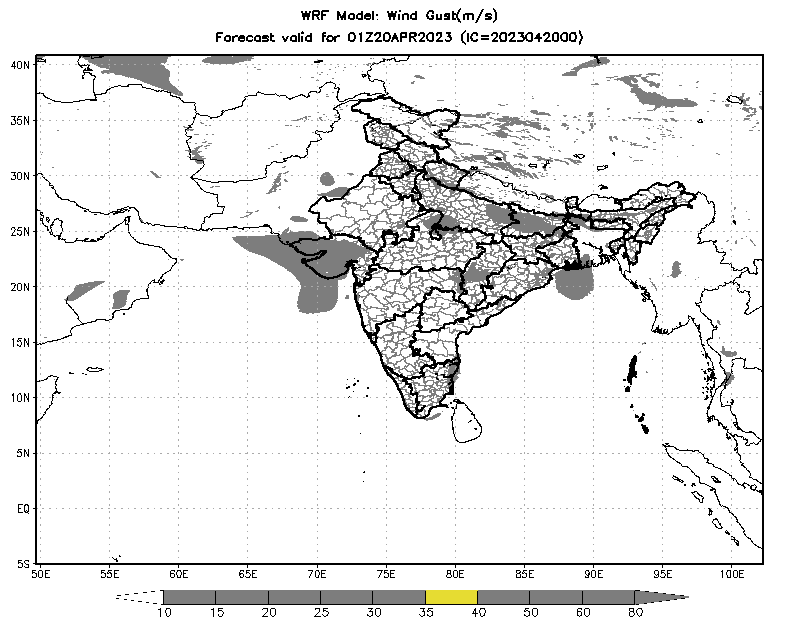 WRF Model: Wind Gust(m/s)
Forecast valid for 01Z20APR2023 (IC=2023042000)
40N
35N
30N
25N
20N
15N
10N
5N
EQ
5S
50E 55E 60E 65E 70E 75E 80E 85E 90E 95E 100E
10 15 20 25 30 35 40 50 60 80